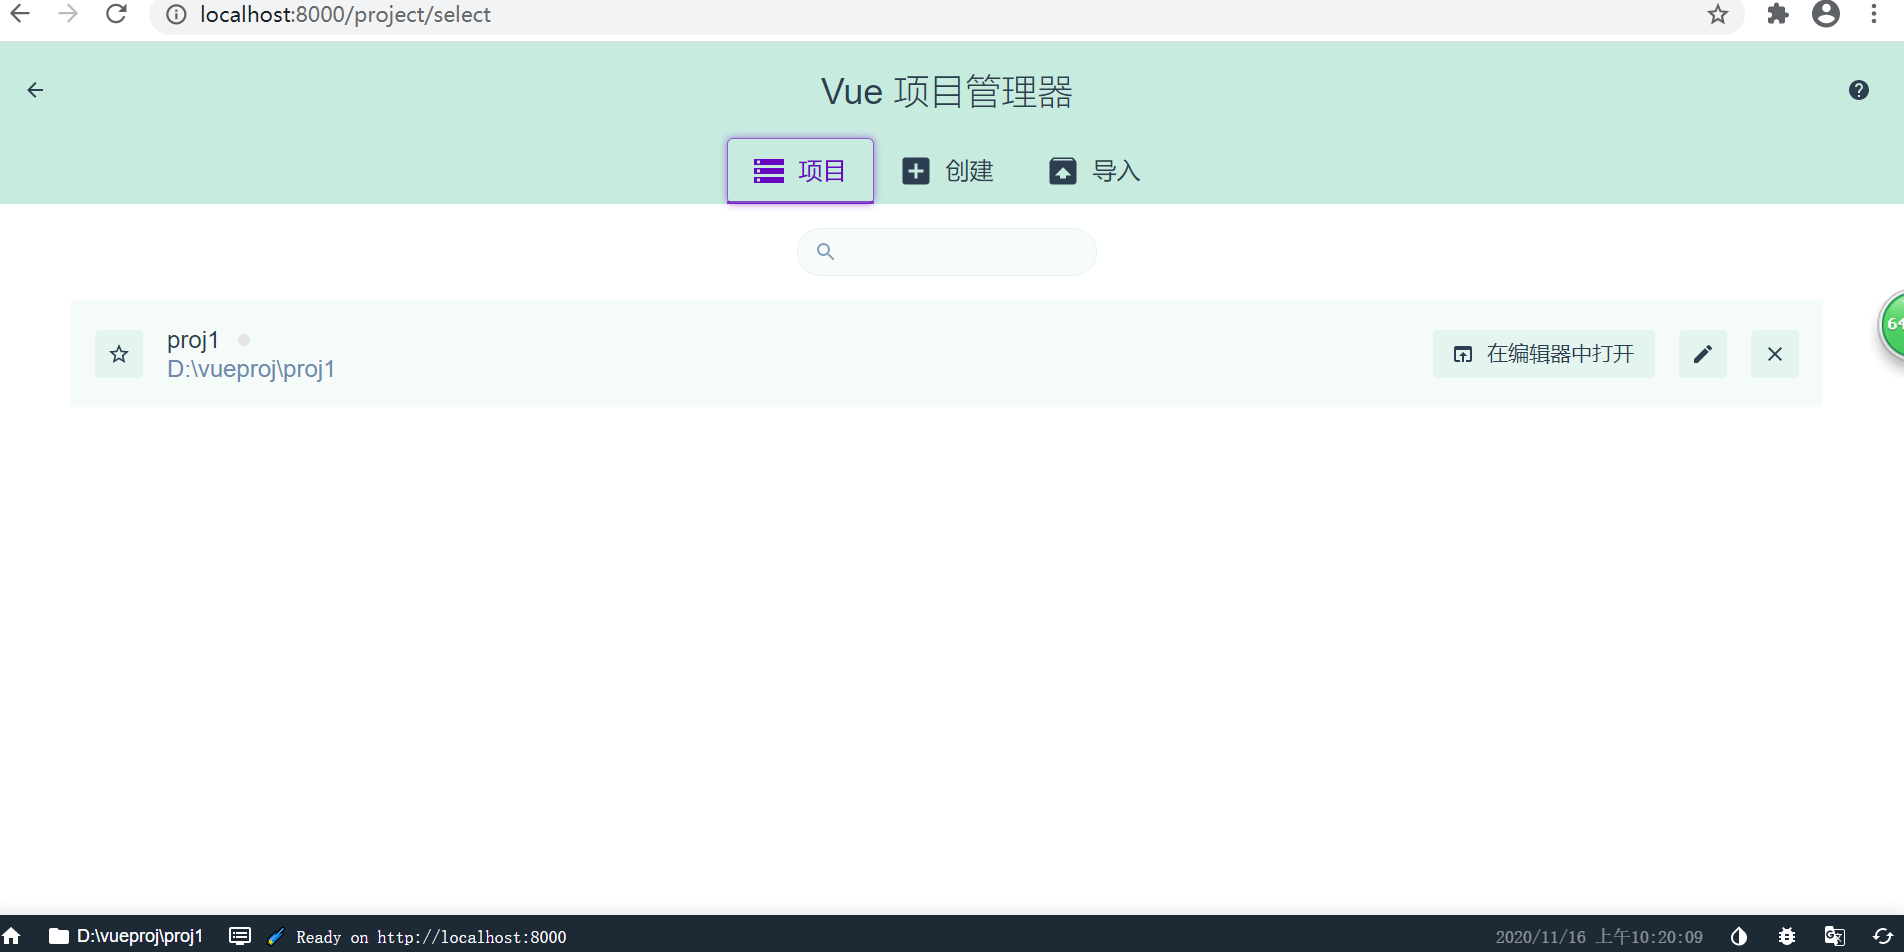 localhost:8000/project/select
Vue 项目管理器
项目 创建 导入
proj1
D:\vueproj\proj1
在编辑器中打开
64
D:\vueproj\proj1 Ready on http://localhost:8000 2020/11/16 上午10:20:09